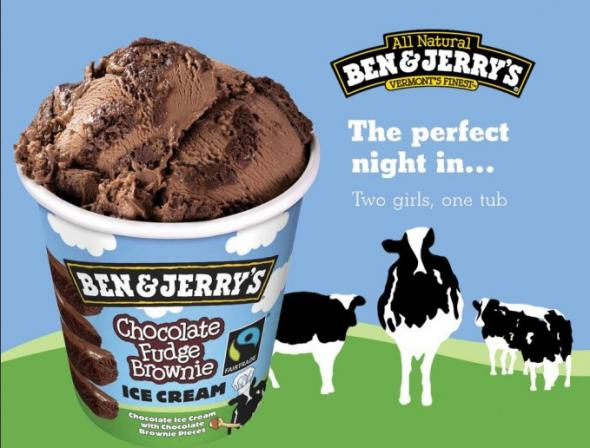 All Natural
BEN & JERRY'S
VERMONT'S FINEST
The perfect
night in...
Two girls, one tub
BEN & JERRY'S
Chocolate
Fudge
Brownie
FAIRTRADE
ICE CREAM
Chocolate Ice Cream
with Chocolate
Brownie Pieces